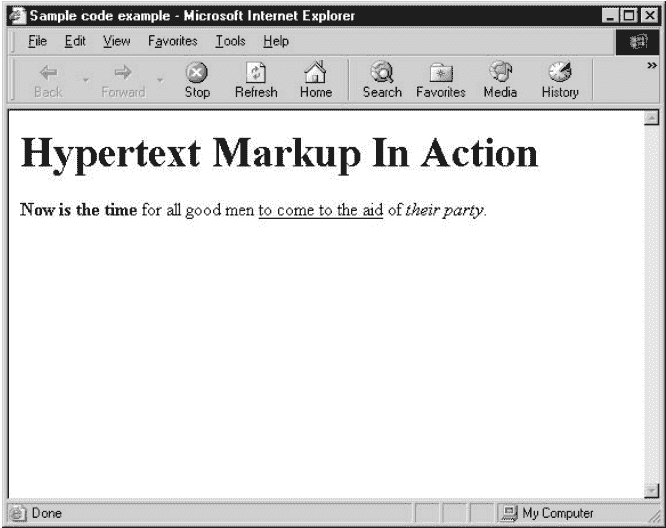 Sample code example - Microsoft Internet Explorer
File Edit View Favorites Tools Help
Back Forward Stop Refresh Home Search Favorites Media History »
Hypertext Markup In Action
Now is the time for all good men to come to the aid of their party.
Done My Computer